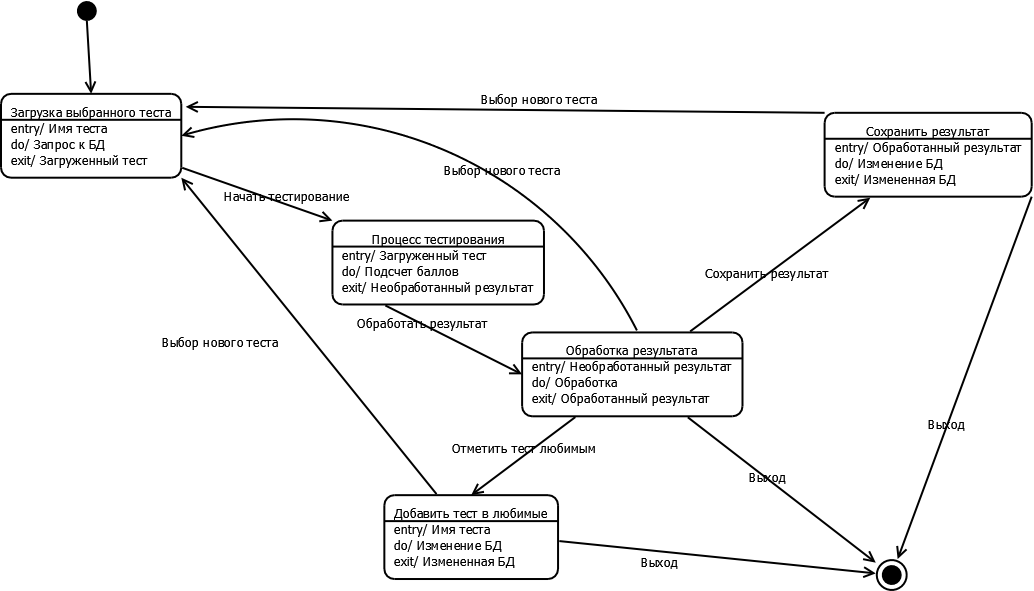 Загрузка выбранного теста
entry/ Имя теста
do/ Запрос к БД
exit/ Загруженный тест
Выбор нового теста
Сохранить результат
entry/ Обработанный результат
do/ Изменение БД
exit/ Измененная БД
Выбор нового теста
Начать тестирование
Процесс тестирования
entry/ Загруженный тест
do/ Подсчет баллов
exit/ Необработанный результат
Сохранить результат
Обработать результат
Выбор нового теста
Обработка результата
entry/ Необработанный результат
do/ Обработка
exit/ Обработанный результат
Выход
Отметить тест любимым
Выход
Добавить тест в любимые
entry/ Имя теста
do/ Изменение БД
exit/ Измененная БД
Выход